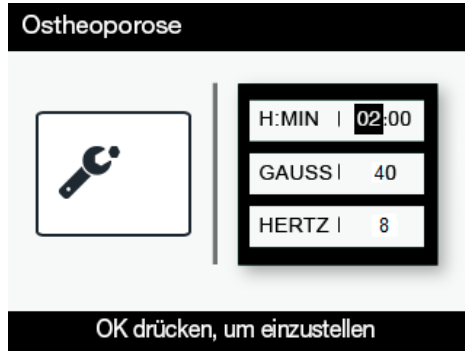 Ostheoporose
H:MIN | 02:00
GAUSS | 40
HERTZ | 8
OK drücken, um einzustellen